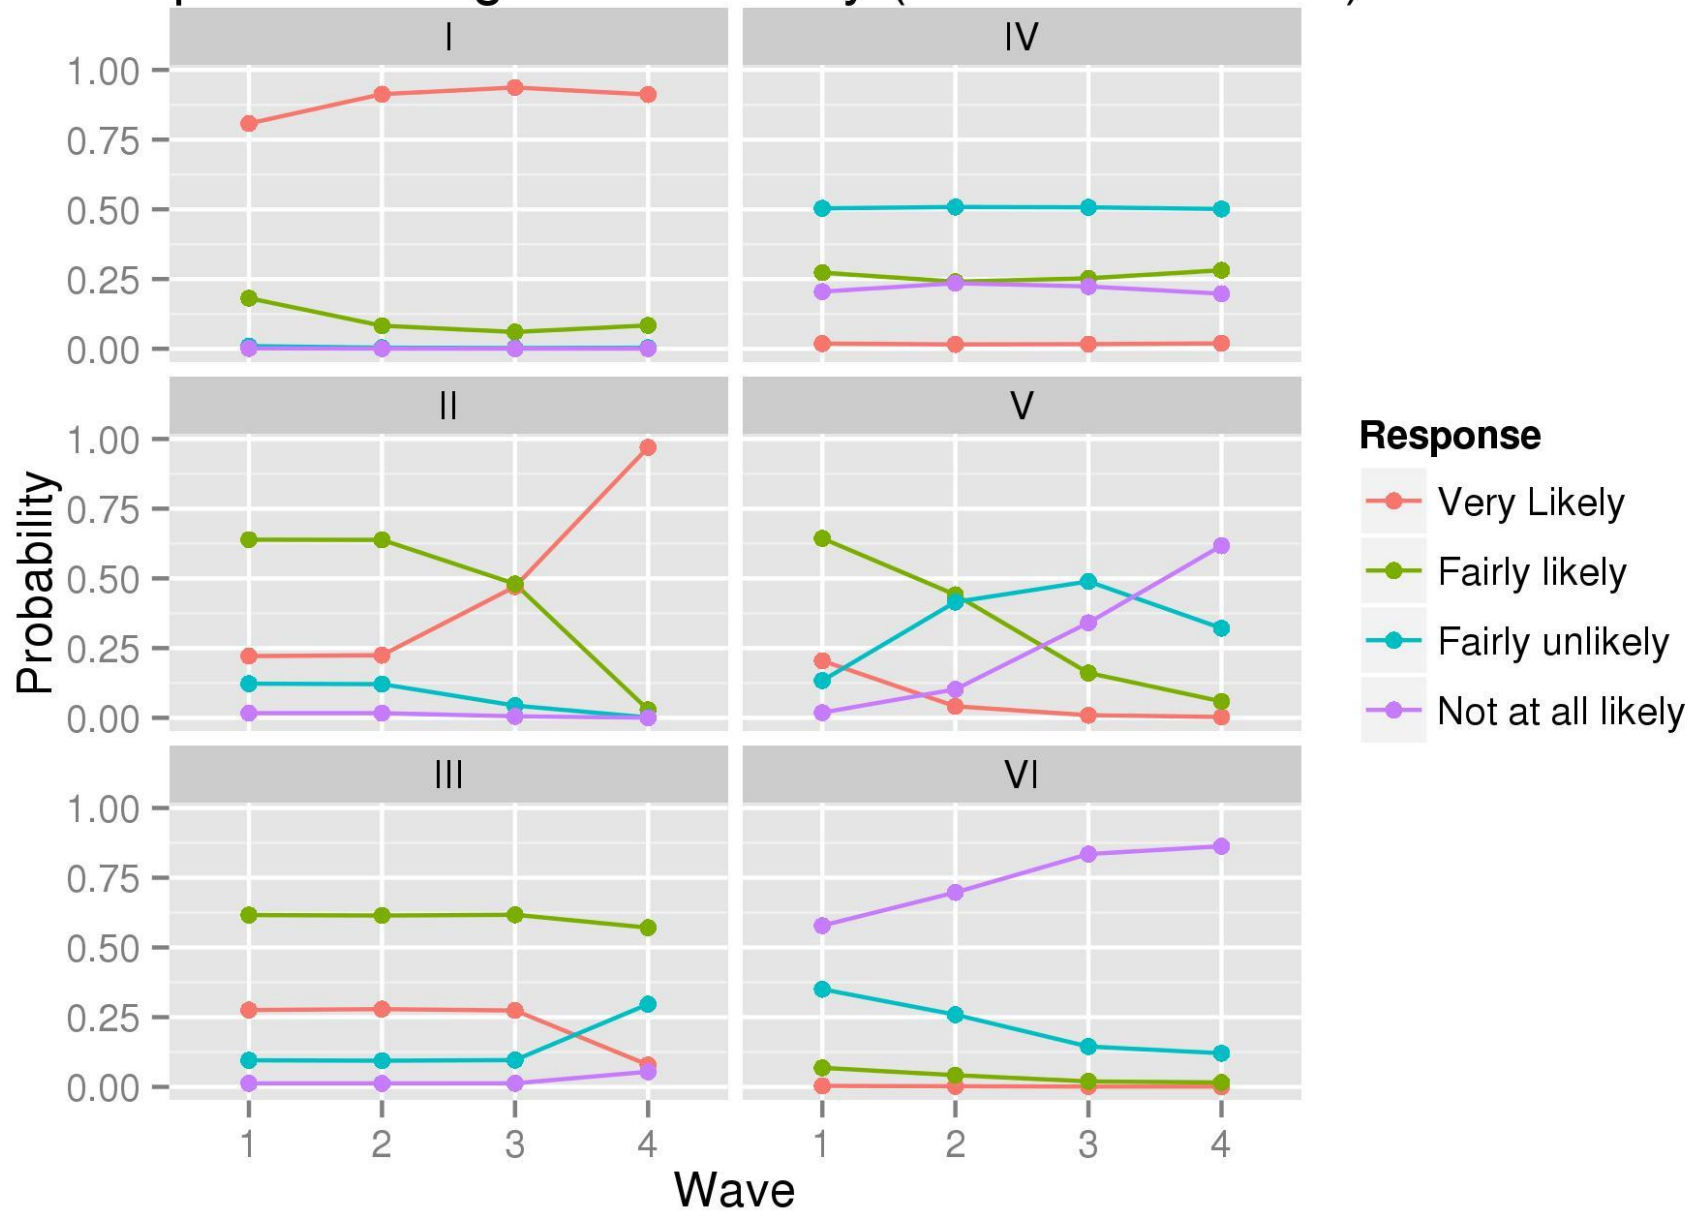 I
IV
1.00
0.75
0.50
0.25
0.00
II
V
1.00
0.75
0.50
0.25
0.00
III
VI
1.00
0.75
0.50
0.25
0.00
1 2 3 4
1 2 3 4
Wave
Probability
Response
Very Likely
Fairly likely
Fairly unlikely
Not at all likely